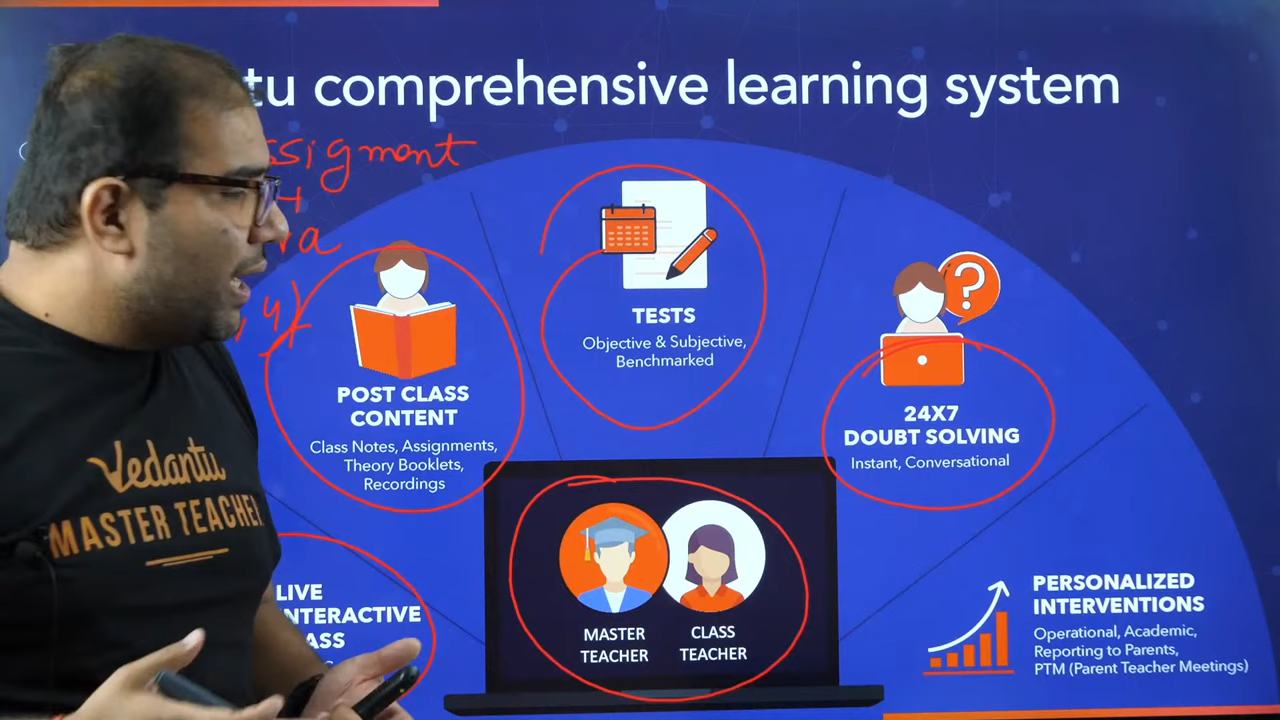 tu comprehensive learning system
ssigment
TESTS
Objective & Subjective,
Benchmarked
POST CLASS
CONTENT
Class Notes, Assignments,
Theory Booklets,
Recordings
24X7
DOUBT SOLVING
Instant, Conversational
Vedantu
MASTER TEACHER
LIVE
INTERACTIVE
ASS
MASTER
TEACHER
CLASS
TEACHER
PERSONALIZED
INTERVENTIONS
Operational, Academic,
Reporting to Parents,
PTM (Parent Teacher Meetings)